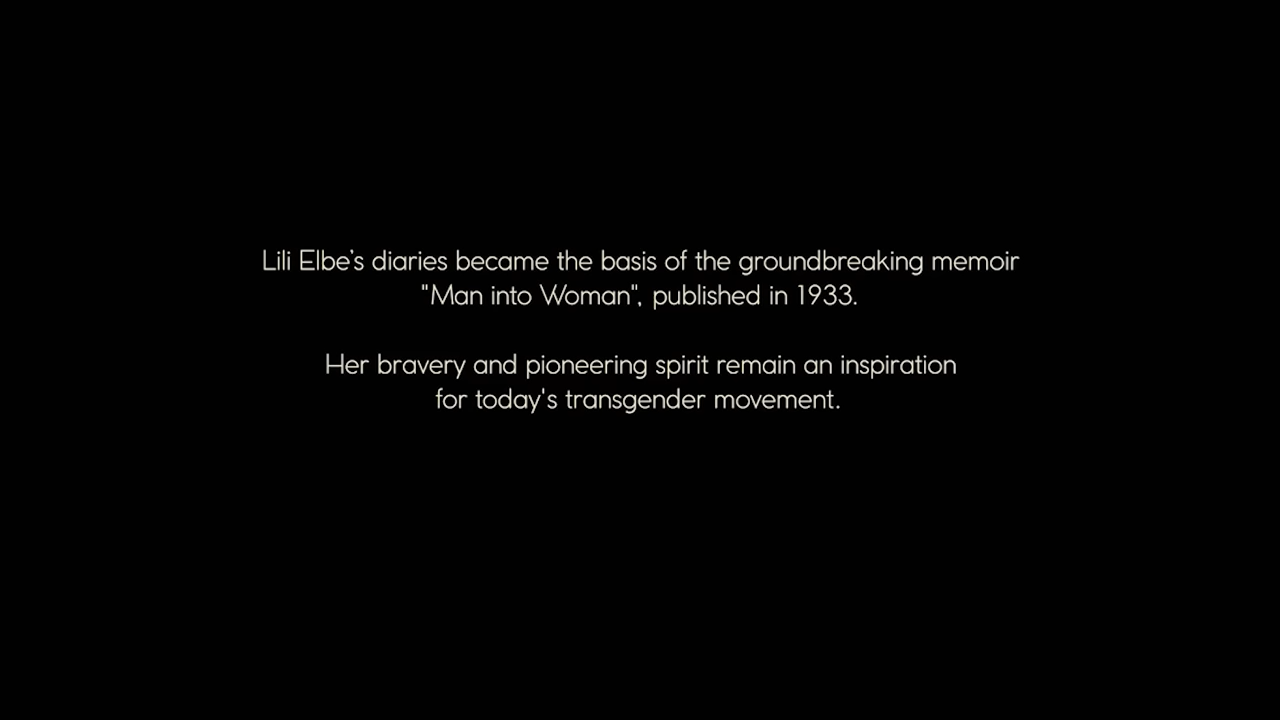 Lili Elbe's diaries became the basis of the groundbreaking memoir
"Man into Woman", published in 1933.
Her bravery and pioneering spirit remain an inspiration
for today's transgender movement.